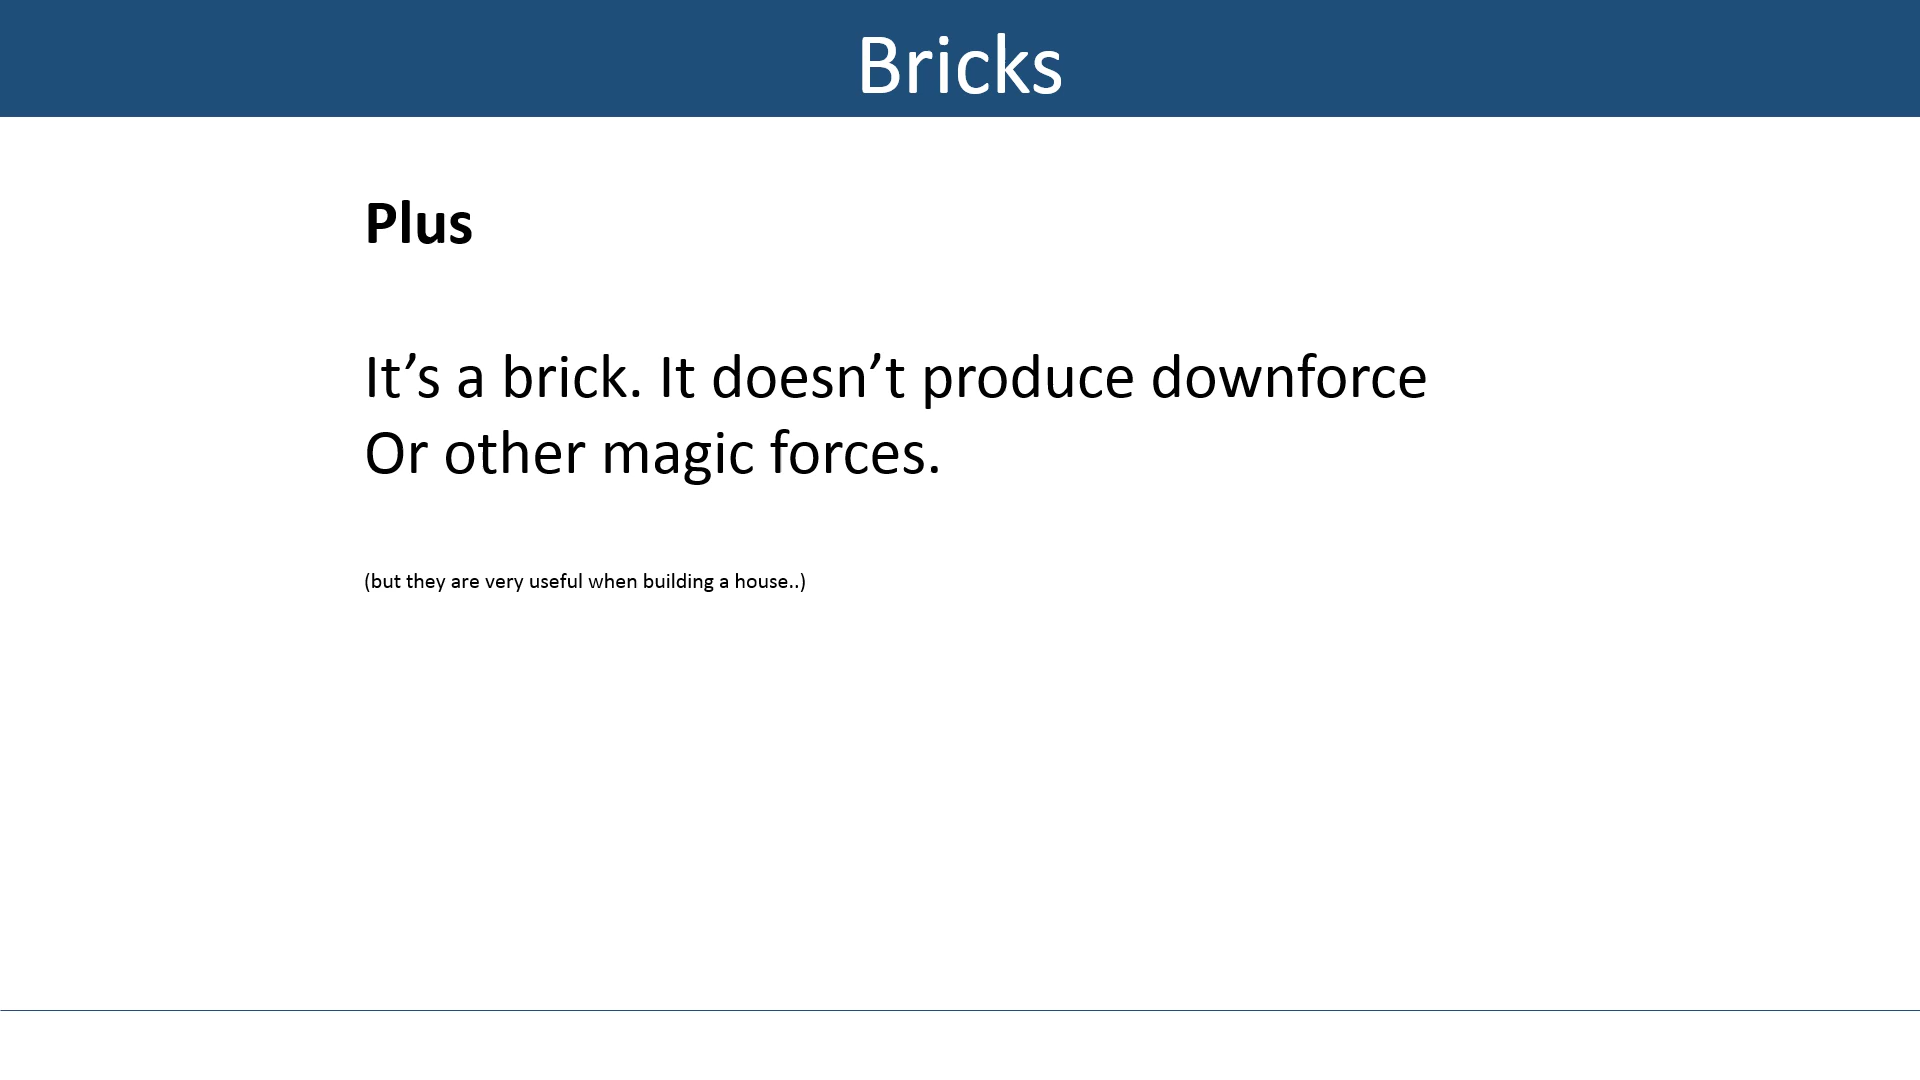 Bricks
Plus
It’s a brick. It doesn’t produce downforce
Or other magic forces.
(but they are very useful when building a house..)